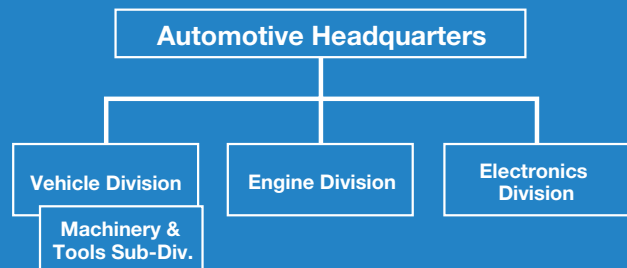 Automotive Headquarters
Vehicle Division
Engine Division
Electronics
Division
Machinery &
Tools Sub-Div.